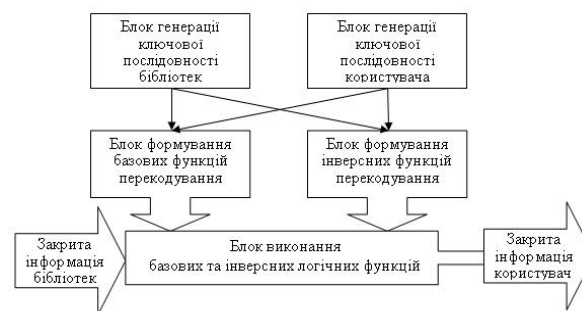 Блок генерації
ключової
послідовності
бібліотек
Блок генерації
ключової
послідовності
користувача
Блок формування
базових функцій
перекодування
Блок формування
інверсних функцій
перекодування
Закрита
інформація
бібліотек
Блок виконання
базових та інверсних логічних функцій
Закрита
інформація
користувач